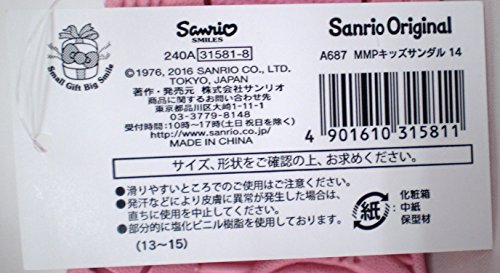 Small Gift Big Smile
Sanrio
SMILES
240A 31581-8
©1976, 2016 SANRIO CO., LTD.
TOKYO, JAPAN
著作・発売元 株式会社サンリオ
商品に関するお問い合わせ
東京都品川区大崎1-11-1
03-3779-8148
受付時間10時〜17時(土日祝日を除く)
http://www.sanrio.co.jp/
Sanrio Original
A687 MMPキッズサンダル 14
4 901610 315811
サイズ、形状をご確認の上、お求めください。
●滑りやすいところでのご使用はご注意ください。
●発汗などにより皮膚に異常が発生した場合は、
直ちに使用を中止してください。
●部分的に塩化ビニル樹脂を使用しております。
(13〜15)
紙
化粧箱
:中紙
保型材